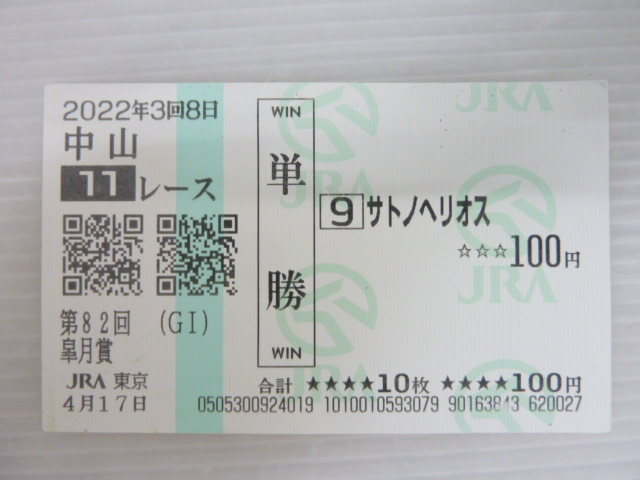 2022年3回8日
中山
11レース
第82回 (GI)
皐月賞
JRA 東京
4月17日
WIN
単勝
WIN
9 サトノヘリオス
☆☆☆100円
合計 ★★★★10枚 ★★★★100円
0505300924019 1010010593079 90163843 620027
JRA
JRA
JRA